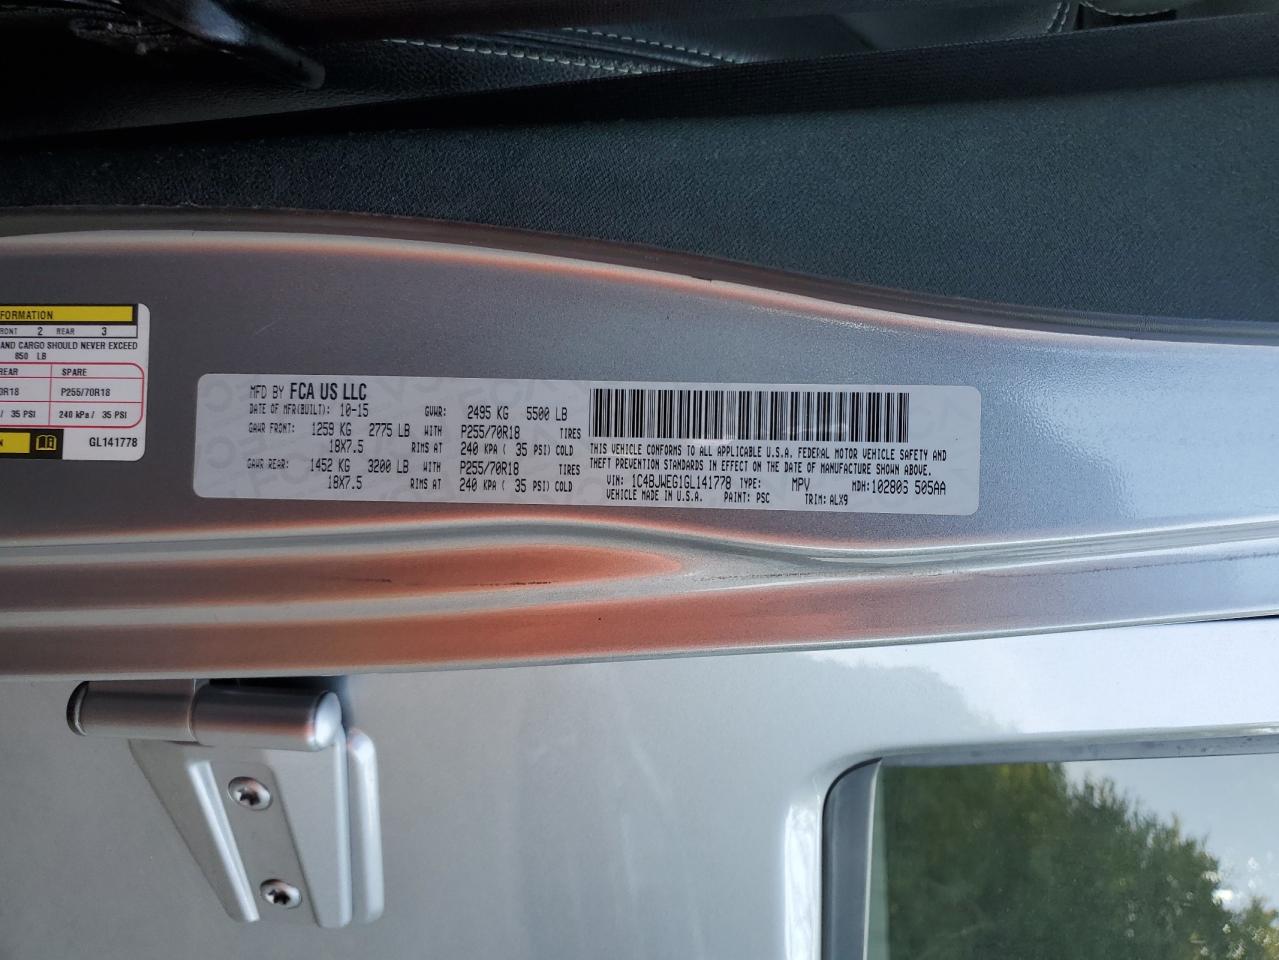 FORMATION
RONT 2 REAR 3
AND CARGO SHOULD NEVER EXCEED
850 LB
REAR SPARE
0R18 P255/70R18
/ 35 PSI 240 kPa / 35 PSI
N
GL141778
MFD BY FCA US LLC
DATE OF MFR(BUILT): 10-15 GVWR: 2495 KG 5500 LB
GAWR FRONT: 1259 KG 2775 LB WITH P255/70R18 TIRES
18X7.5 RIMS AT 240 KPA ( 35 PSI) COLD
GAWR REAR: 1452 KG 3200 LB WITH P255/70R18 TIRES
18X7.5 RIMS AT 240 KPA ( 35 PSI) COLD
THIS VEHICLE CONFORMS TO ALL APPLICABLE U.S.A. FEDERAL MOTOR VEHICLE SAFETY AND
THEFT PREVENTION STANDARDS IN EFFECT ON THE DATE OF MANUFACTURE SHOWN ABOVE.
VIN: 1C4BJWEG1GL141778 TYPE: MPV MDH: 102806 505AA
VEHICLE MADE IN U.S.A. PAINT: PSC TRIM: ALX9